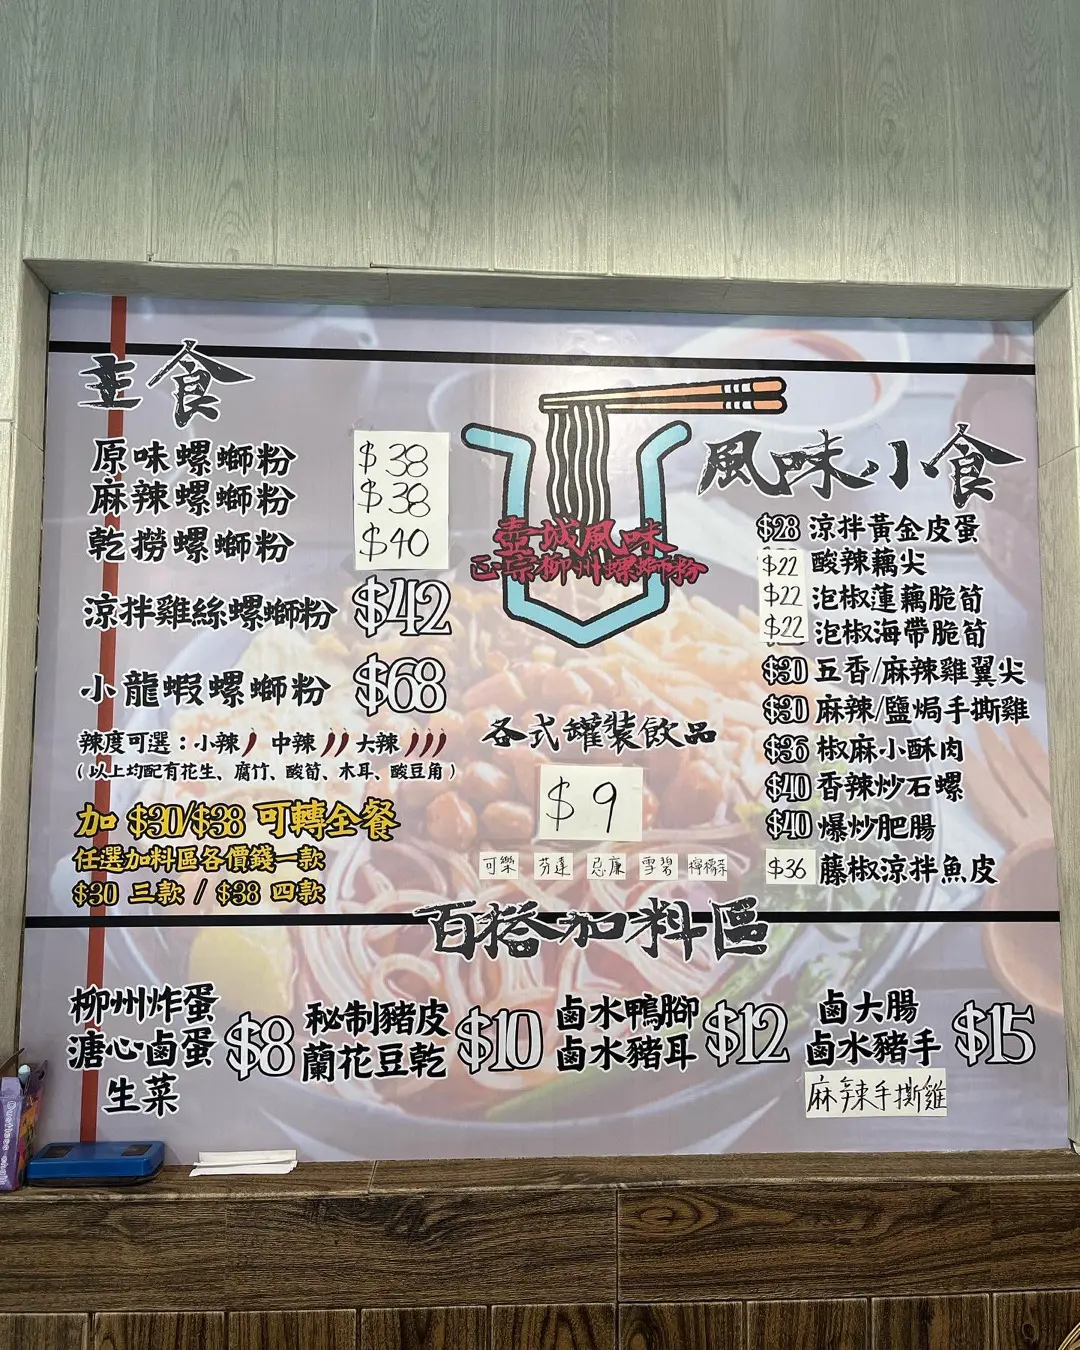 主食
原味螺螄粉 $38
麻辣螺螄粉 $38
乾撈螺螄粉 $40
涼拌雞絲螺螄粉 $42
小龍蝦螺螄粉 $68
辣度可選：小辣 中辣 大辣
（以上均配有花生、腐竹、酸筍、木耳、酸豆角）
加 $30/$38 可轉全餐
任選加料區各價錢一款
$30 三款 / $38 四款
壺城風味
正宗柳州螺螄粉
各式罐裝飲品
$9
可樂 芬達 忌廉 雪碧 檸檬茶
風味小食
$28 涼拌黃金皮蛋
$22 酸辣藕尖
$22 泡椒蓮藕脆筍
$22 泡椒海帶脆筍
$30 五香/麻辣雞翼尖
$30 麻辣/鹽焗手撕雞
$36 椒麻小酥肉
$40 香辣炒石螺
$40 爆炒肥腸
$36 藤椒涼拌魚皮
百搭加料區
柳州炸蛋
溏心鹵蛋 $8
生菜
秘制豬皮
蘭花豆乾 $10
鹵水鴨腳
鹵水豬耳 $12
鹵大腸
鹵水豬手 $15
麻辣手撕雞